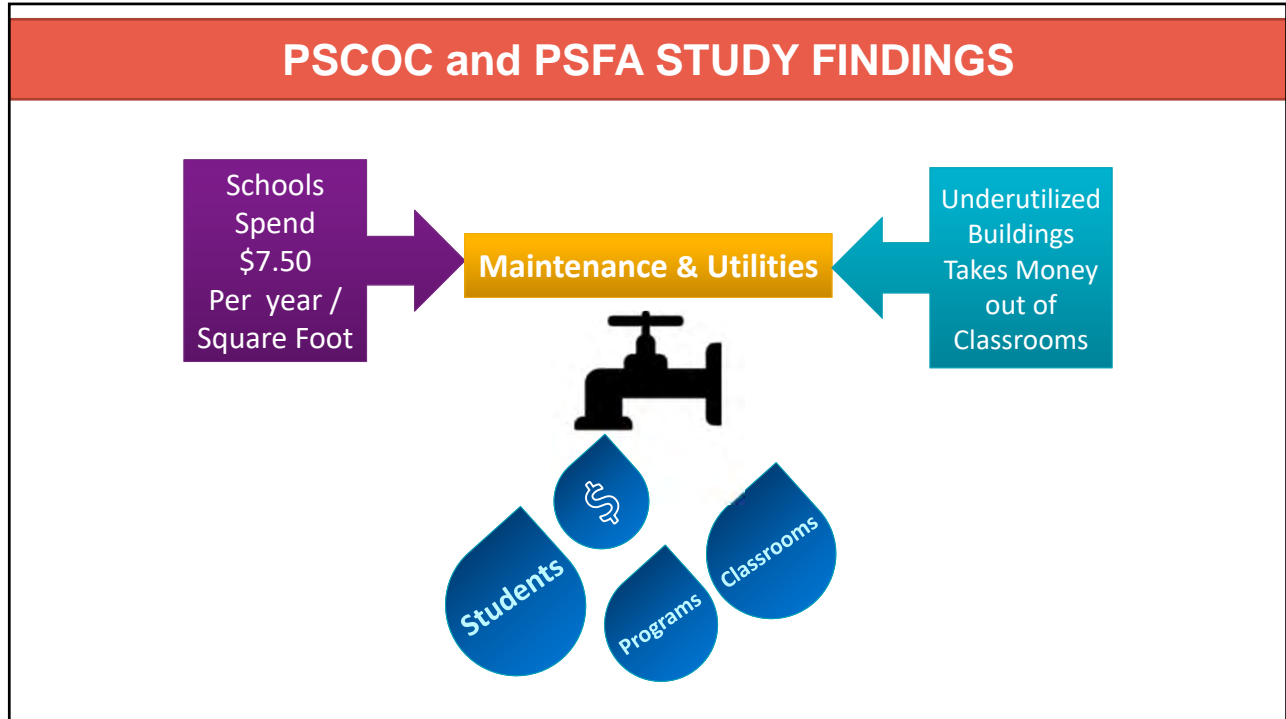 PSCOC and PSFA STUDY FINDINGS
Schools
Spend
$7.50
Per year /
Square Foot
Maintenance & Utilities
Underutilized
Buildings
Takes Money
out of
Classrooms
$
Students
Programs
Classrooms